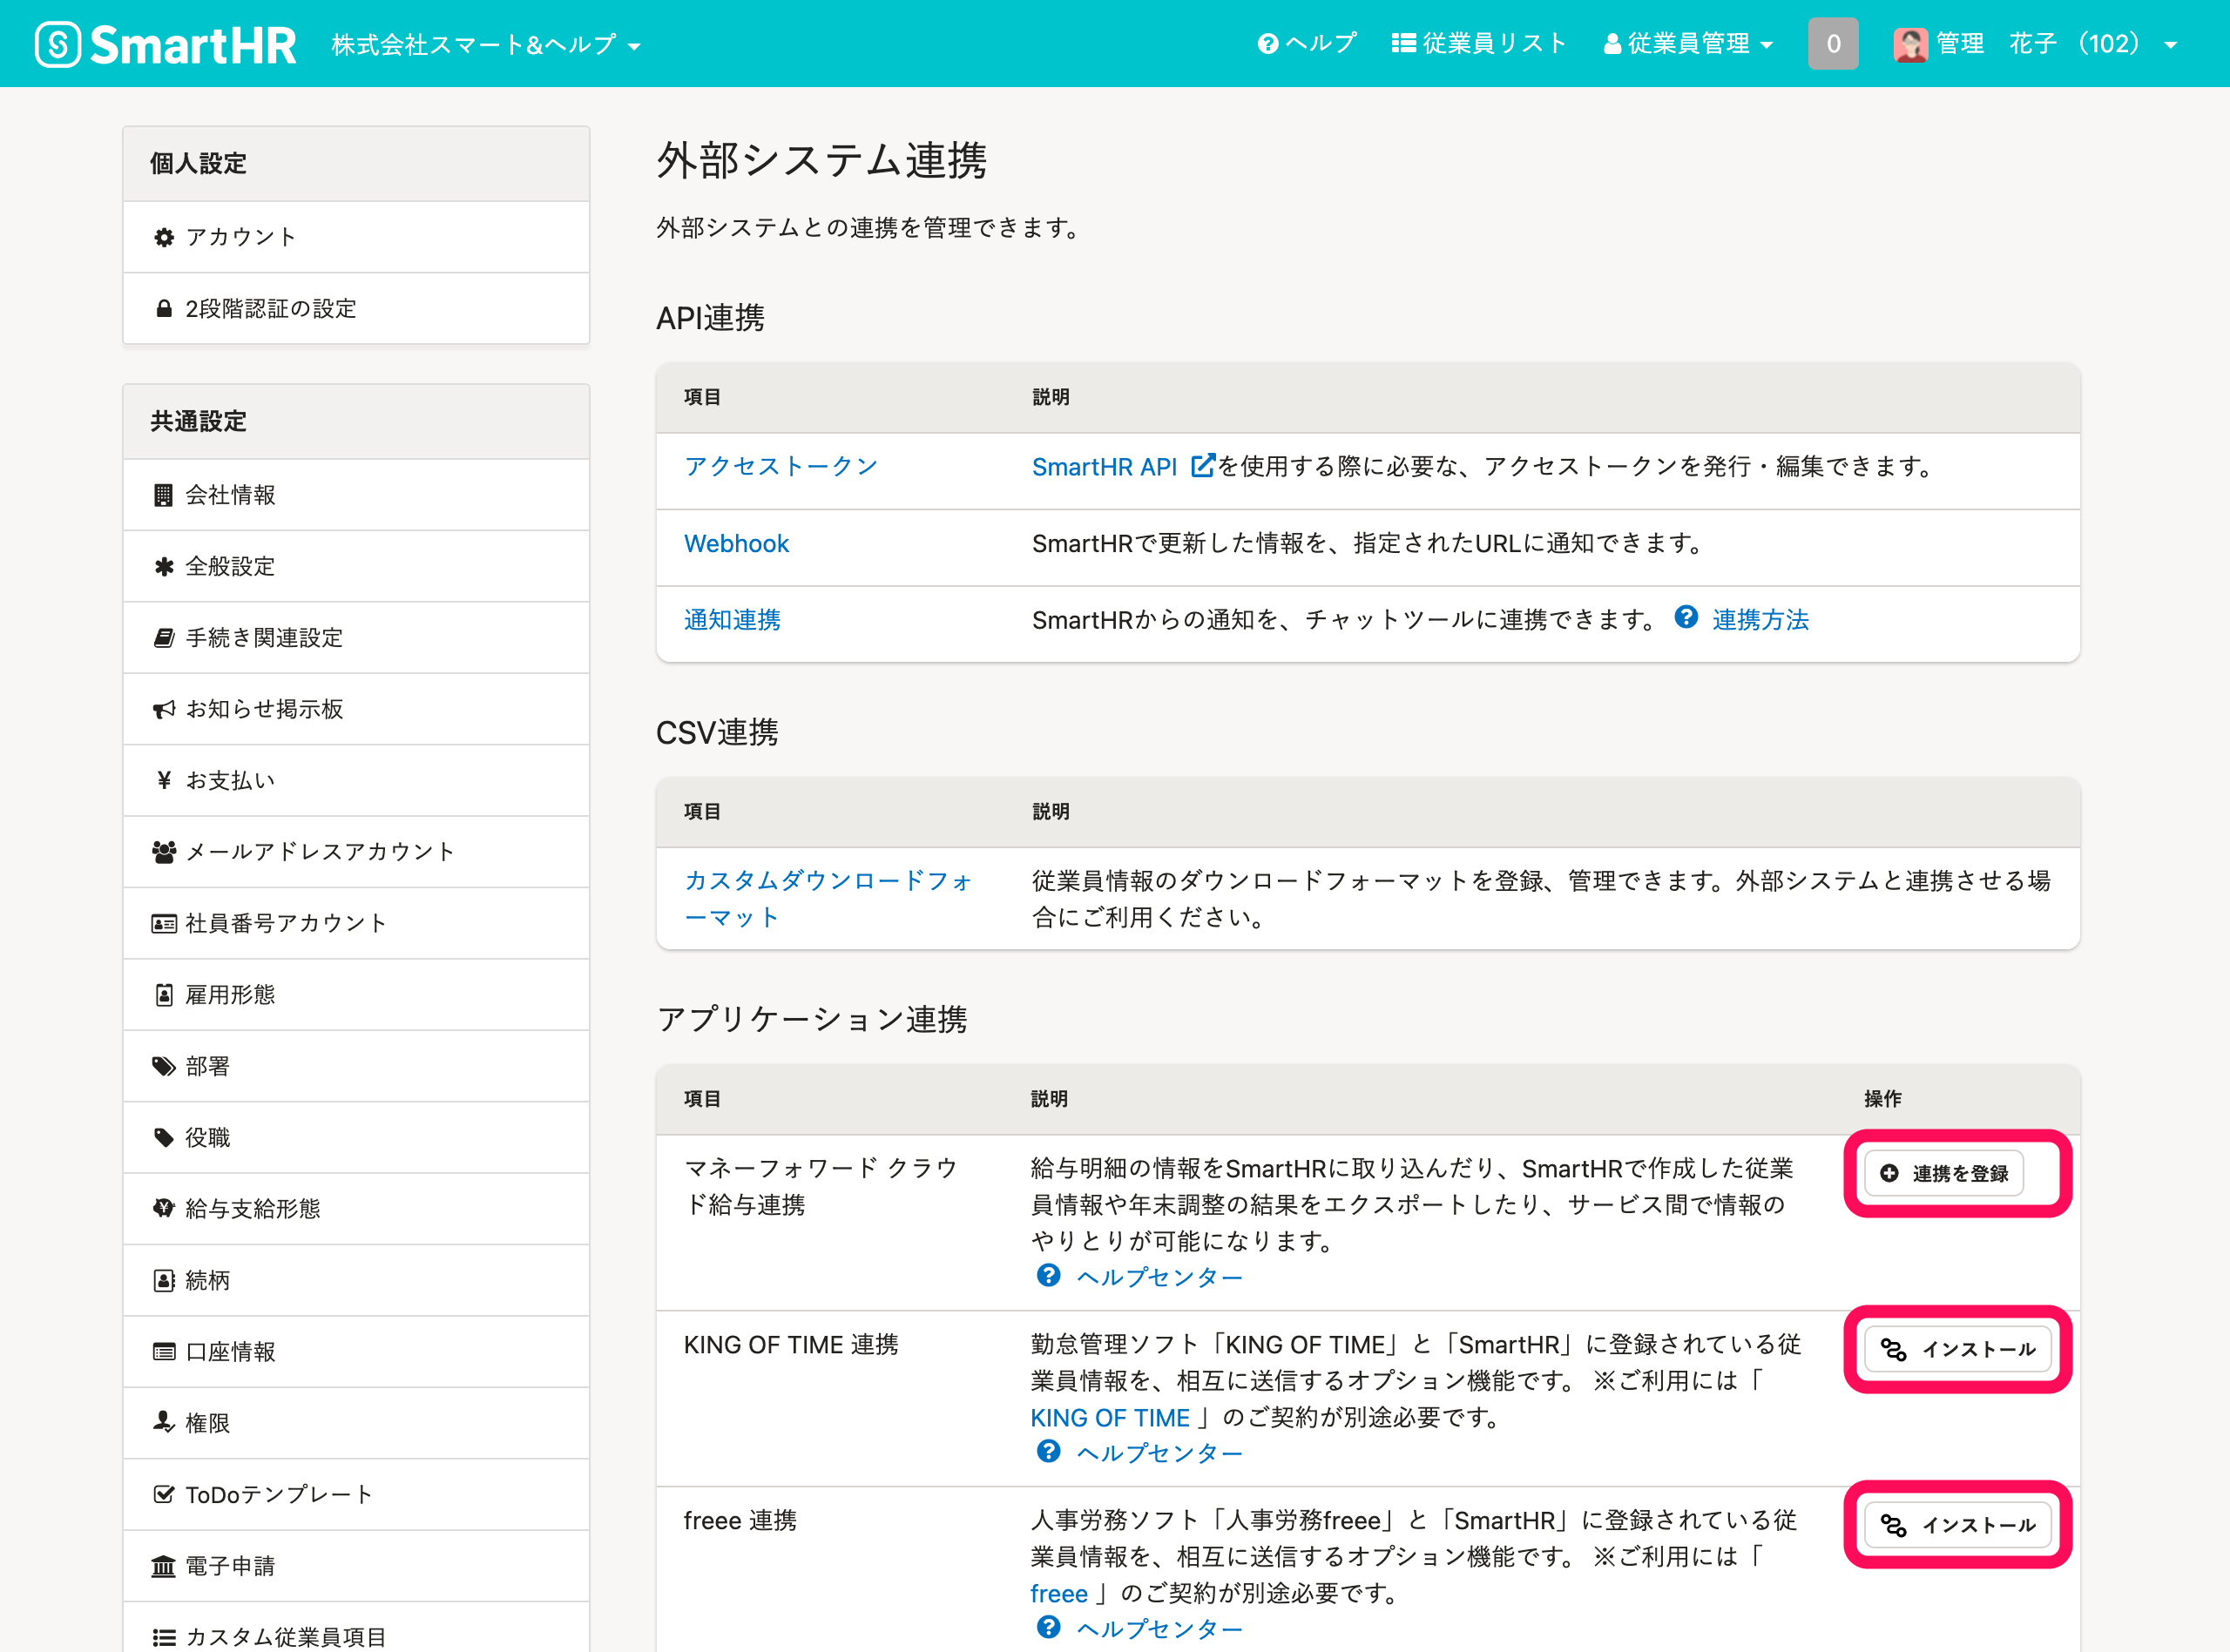 SmartHR 株式会社スマート&ヘルプ ヘルプ 従業員リスト 従業員管理 0 管理 花子 （102）
個人設定
アカウント
2段階認証の設定
共通設定
会社情報
全般設定
手続き関連設定
お知らせ掲示板
お支払い
メールアドレスアカウント
社員番号アカウント
雇用形態
部署
役職
給与支給形態
続柄
口座情報
権限
ToDoテンプレート
電子申請
カスタム従業員項目
外部システム連携
外部システムとの連携を管理できます。
API連携
項目 説明
アクセストークン SmartHR API を使用する際に必要な、アクセストークンを発行・編集できます。
Webhook SmartHRで更新した情報を、指定されたURLに通知できます。
通知連携 SmartHRからの通知を、チャットツールに連携できます。 連携方法
CSV連携
項目 説明
カスタムダウンロードフォ
ーマット
従業員情報のダウンロードフォーマットを登録、管理できます。外部システムと連携させる場
合にご利用ください。
アプリケーション連携
項目 説明 操作
マネーフォワード クラウ
ド給与連携
給与明細の情報をSmartHRに取り込んだり、SmartHRで作成した従業
員情報や年末調整の結果をエクスポートしたり、サービス間で情報の
やりとりが可能になります。
ヘルプセンター
連携を登録
KING OF TIME 連携
勤怠管理ソフト「KING OF TIME」と「SmartHR」に登録されている従
業員情報を、相互に送信するオプション機能です。 ※ご利用には「
KING OF TIME 」のご契約が別途必要です。
ヘルプセンター
インストール
freee 連携
人事労務ソフト「人事労務freee」と「SmartHR」に登録されている従
業員情報を、相互に送信するオプション機能です。 ※ご利用には「
freee 」のご契約が別途必要です。
ヘルプセンター
インストール